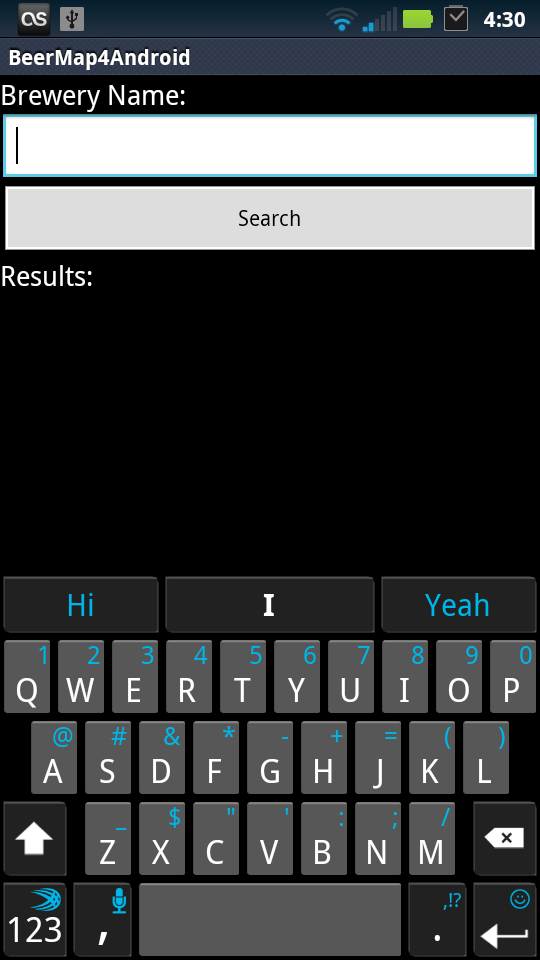 4:30
BeerMap4Android
Brewery Name:
Search
Results:
Hi I Yeah
1 2 3 4 5 6 7 8 9 0
Q W E R T Y U I O P
@ # & * - + = ( )
A S D F G H J K L
_ $ " ' : ; /
Z X C V B N M
,!?
123 , .